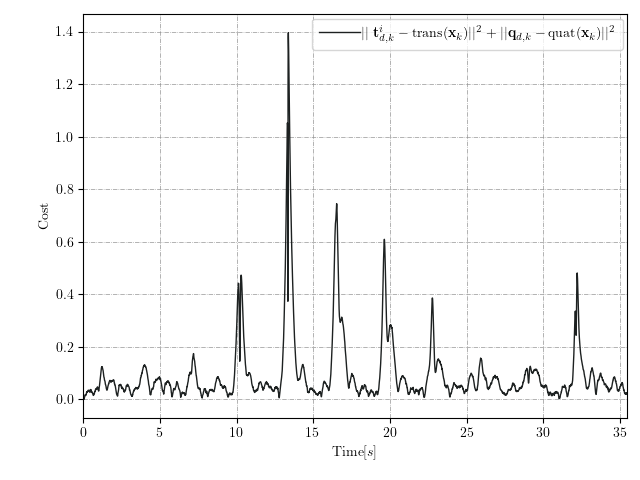 || t^i_{d,k} − trans(x_k)||^2 + ||q_{d,k} − quat(x_k)||^2
1.4
1.2
1.0
0.8
0.6
0.4
0.2
0.0
Cost
0 5 10 15 20 25 30 35
Time[s]